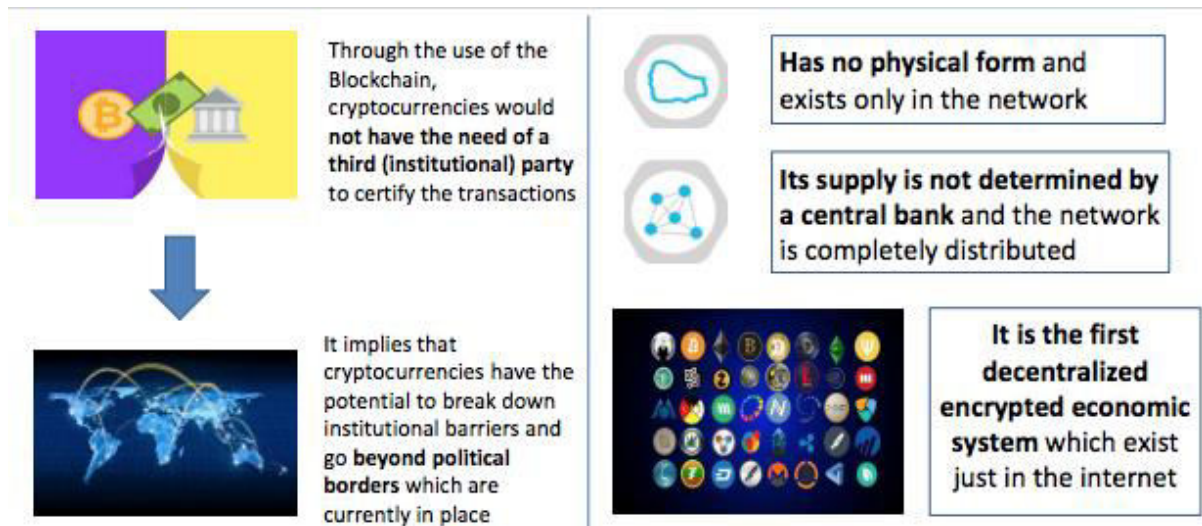 Through the use of the
Blockchain,
cryptocurrencies would
not have the need of a
third (institutional) party
to certify the transactions
It implies that
cryptocurrencies have the
potential to break down
institutional barriers and
go beyond political
borders which are
currently in place
Has no physical form and
exists only in the network
Its supply is not determined by
a central bank and the network
is completely distributed
It is the first
decentralized
encrypted economic
system which exist
just in the internet